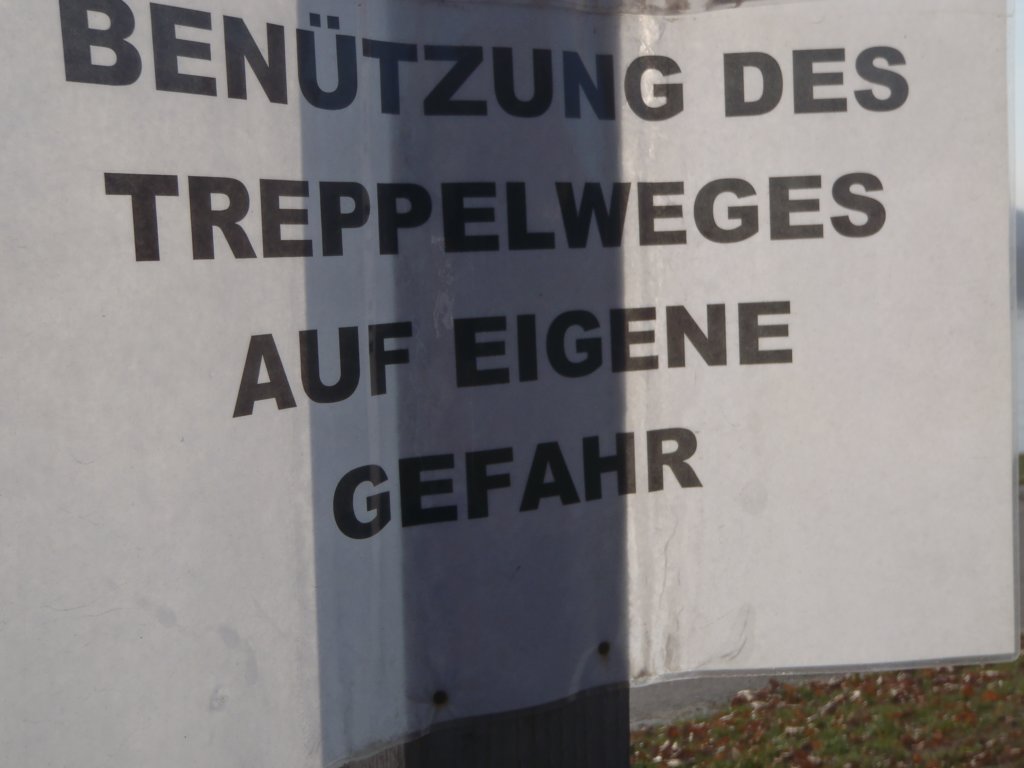 BENÜTZUNG DES
TREPPELWEGES
AUF EIGENE
GEFAHR